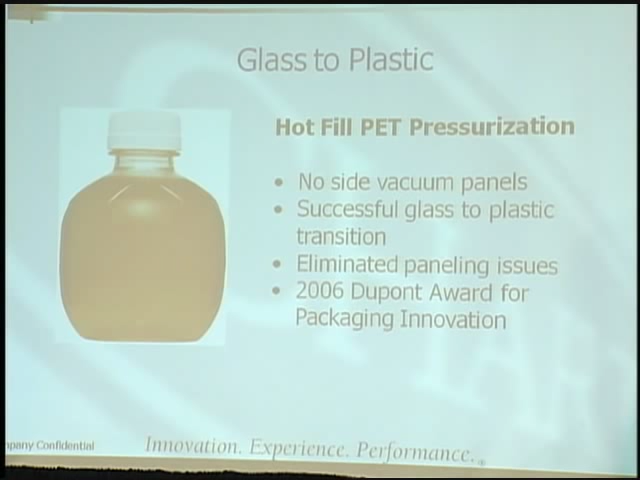 Glass to Plastic
Hot Fill PET Pressurization
• No side vacuum panels
• Successful glass to plastic
transition
• Eliminated paneling issues
• 2006 Dupont Award for
Packaging Innovation
Confidential
Innovation. Experience. Performance.®